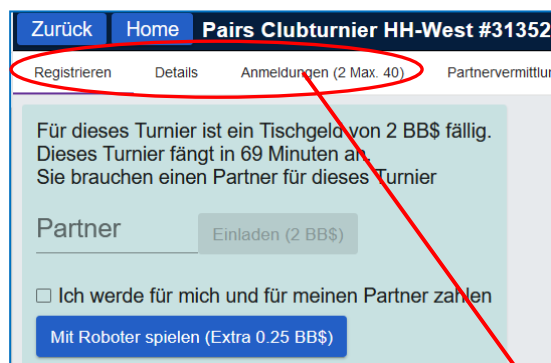 Zurück Home Pairs Clubturnier HH-West #31352
Registrieren Details Anmeldungen (2 Max. 40) Partnervermittlun
Für dieses Turnier ist ein Tischgeld von 2 BB$ fällig.
Dieses Turnier fängt in 69 Minuten an.
Sie brauchen einen Partner für dieses Turnier
Partner Einladen (2 BB$)
Ich werde für mich und für meinen Partner zahlen
Mit Roboter spielen (Extra 0.25 BB$)